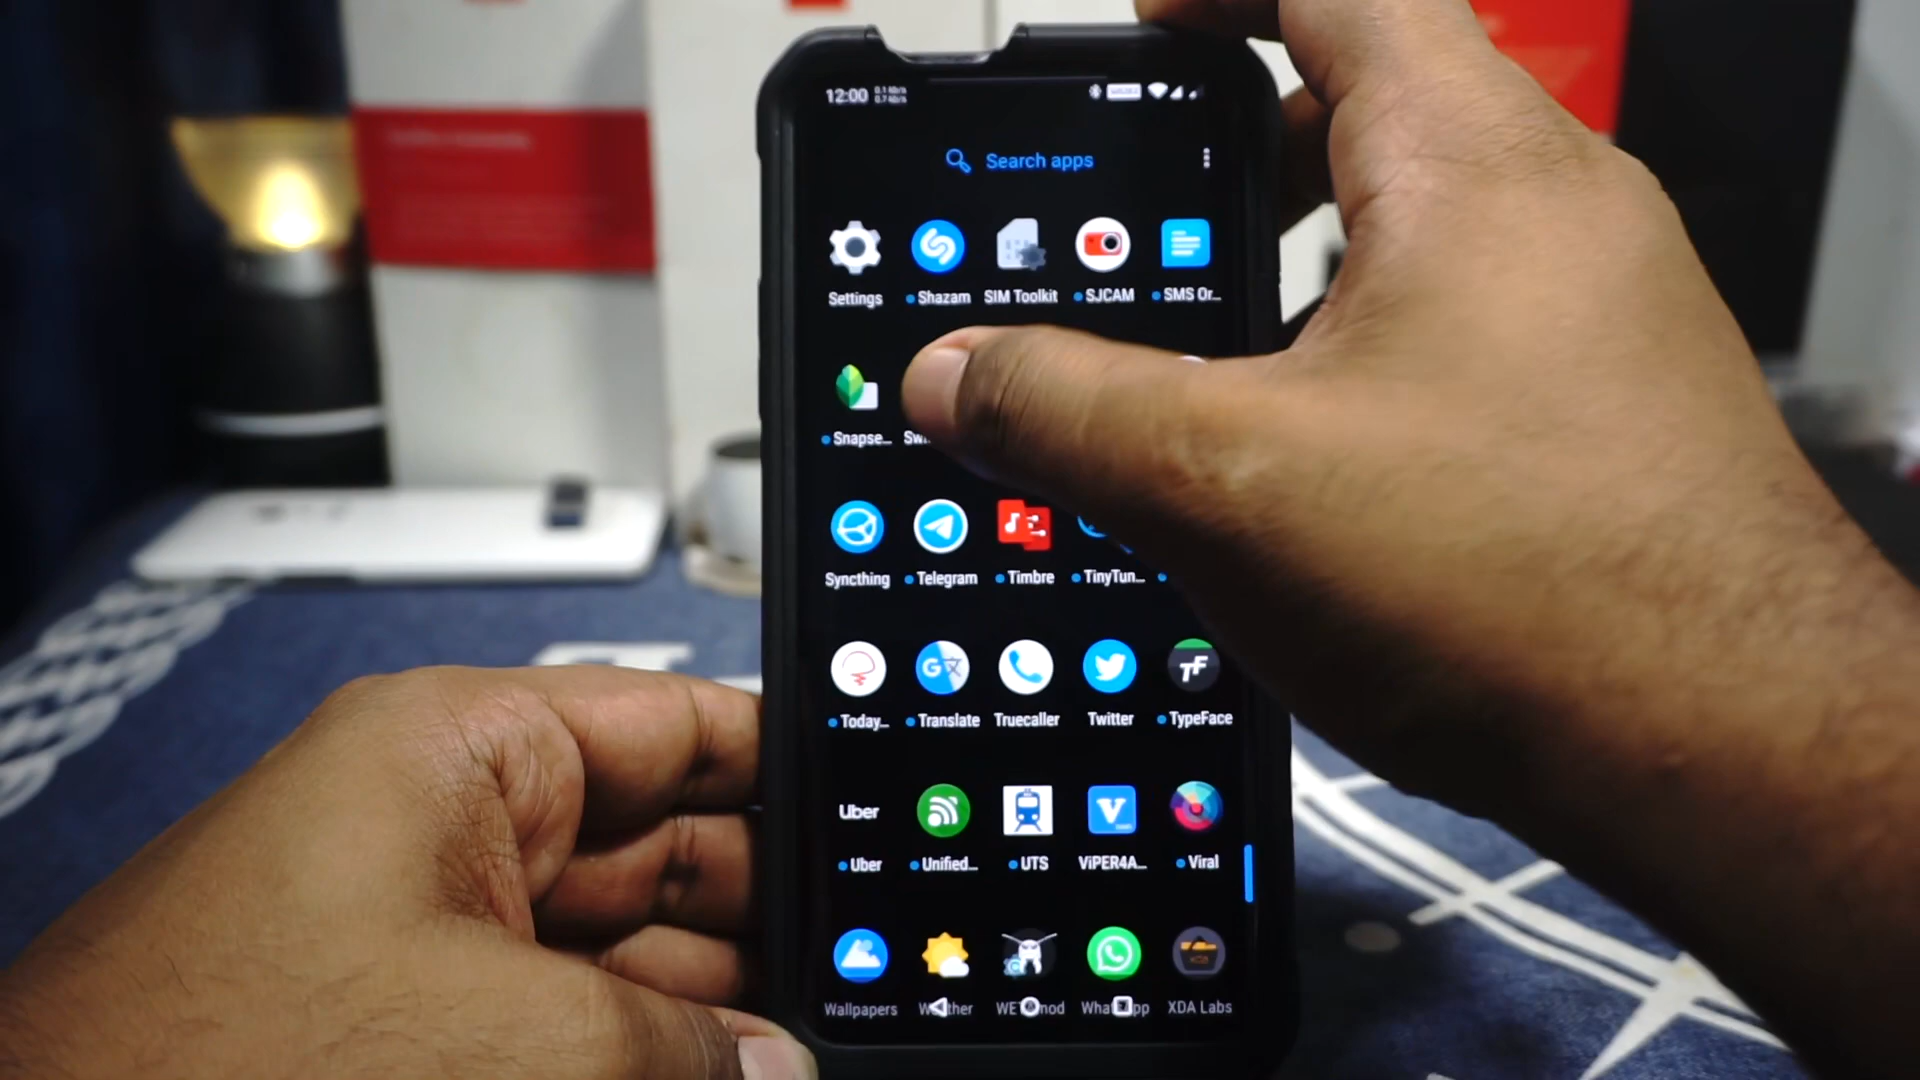 12:00
Search apps
Settings Shazam SIM Toolkit SJCAM SMS Or...
Snapse...
Syncthing Telegram Timbre TinyTun...
G
TF
Today... Translate Truecaller Twitter TypeFace
Uber
V
Uber Unified... UTS ViPER4A... Viral
Wallpapers XDA Labs